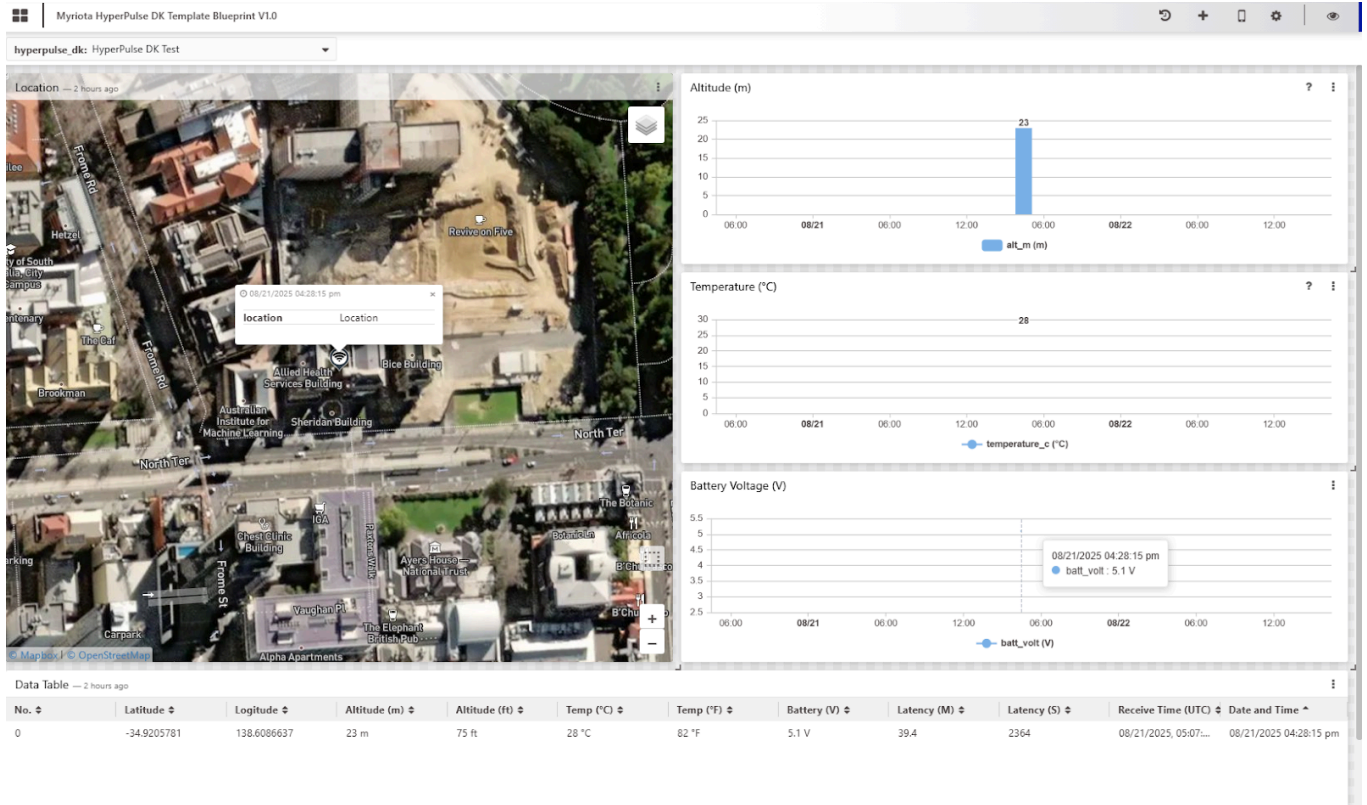 Myriota HyperPulse DK Template Blueprint V1.0
hyperpulse_dk: HyperPulse DK Test
Location — 2 hours ago
Frome Rd
Hetzel
Campus
The Caf
Frome Rd
Brookman
Revive on Five
08/21/2025 04:28:15 pm ×
location Location
Bice Building
Allied Health
Services Building
Australian
Institute for
Machine Learning
Sheridan Building
North Ter
North Ter
IGA
Chest Clinic
Building
Paxtons Walk
Ayers House—
National Trust
The Botanic
Botanic Ln
Africola
Frome St
Vaughan Pl
The Elephant
British Pub
Carpark
Alpha Apartments
+
−
© Mapbox | © OpenStreetMap
Altitude (m) ?
25
20
15
10
5
0
23
06:00 08/21 06:00 12:00 06:00 08/22 06:00 12:00
alt_m (m)
Temperature (°C) ?
30
25
20
15
10
5
0
28
06:00 08/21 06:00 12:00 06:00 08/22 06:00 12:00
temperature_c (°C)
Battery Voltage (V)
5.5
5
4.5
4
3.5
3
2.5
08/21/2025 04:28:15 pm
batt_volt : 5.1 V
06:00 08/21 06:00 12:00 06:00 08/22 06:00 12:00
batt_volt (V)
Data Table — 2 hours ago
No. Latitude Logitude Altitude (m) Altitude (ft) Temp (°C) Temp (°F) Battery (V) Latency (M) Latency (S) Receive Time (UTC) Date and Time
0 -34.9205781 138.6086637 23 m 75 ft 28 °C 82 °F 5.1 V 39.4 2364 08/21/2025, 05:07:... 08/21/2025 04:28:15 pm